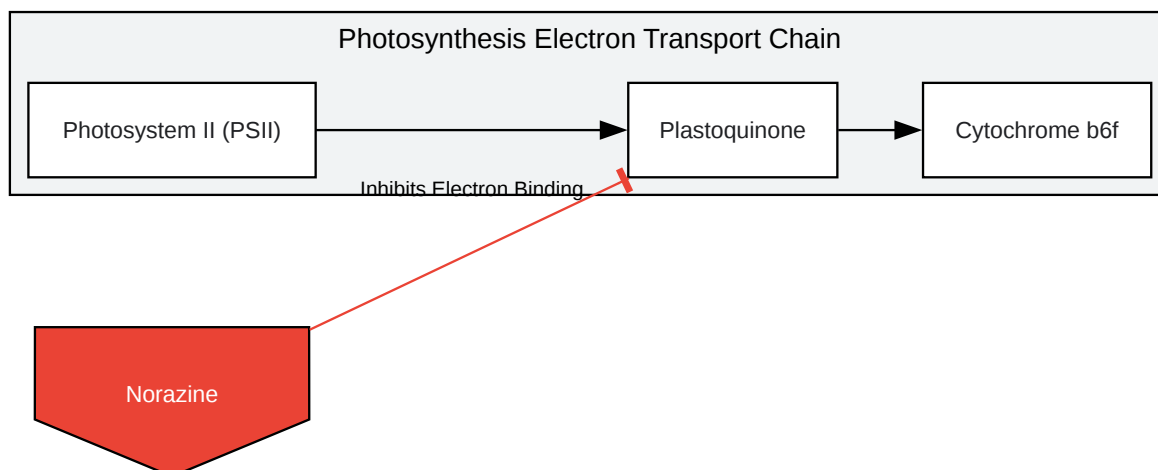 Photosynthesis Electron Transport Chain
Photosystem II (PSII)
Plastoquinone
Cytochrome b6f
Inhibits Electron Binding
Norazine